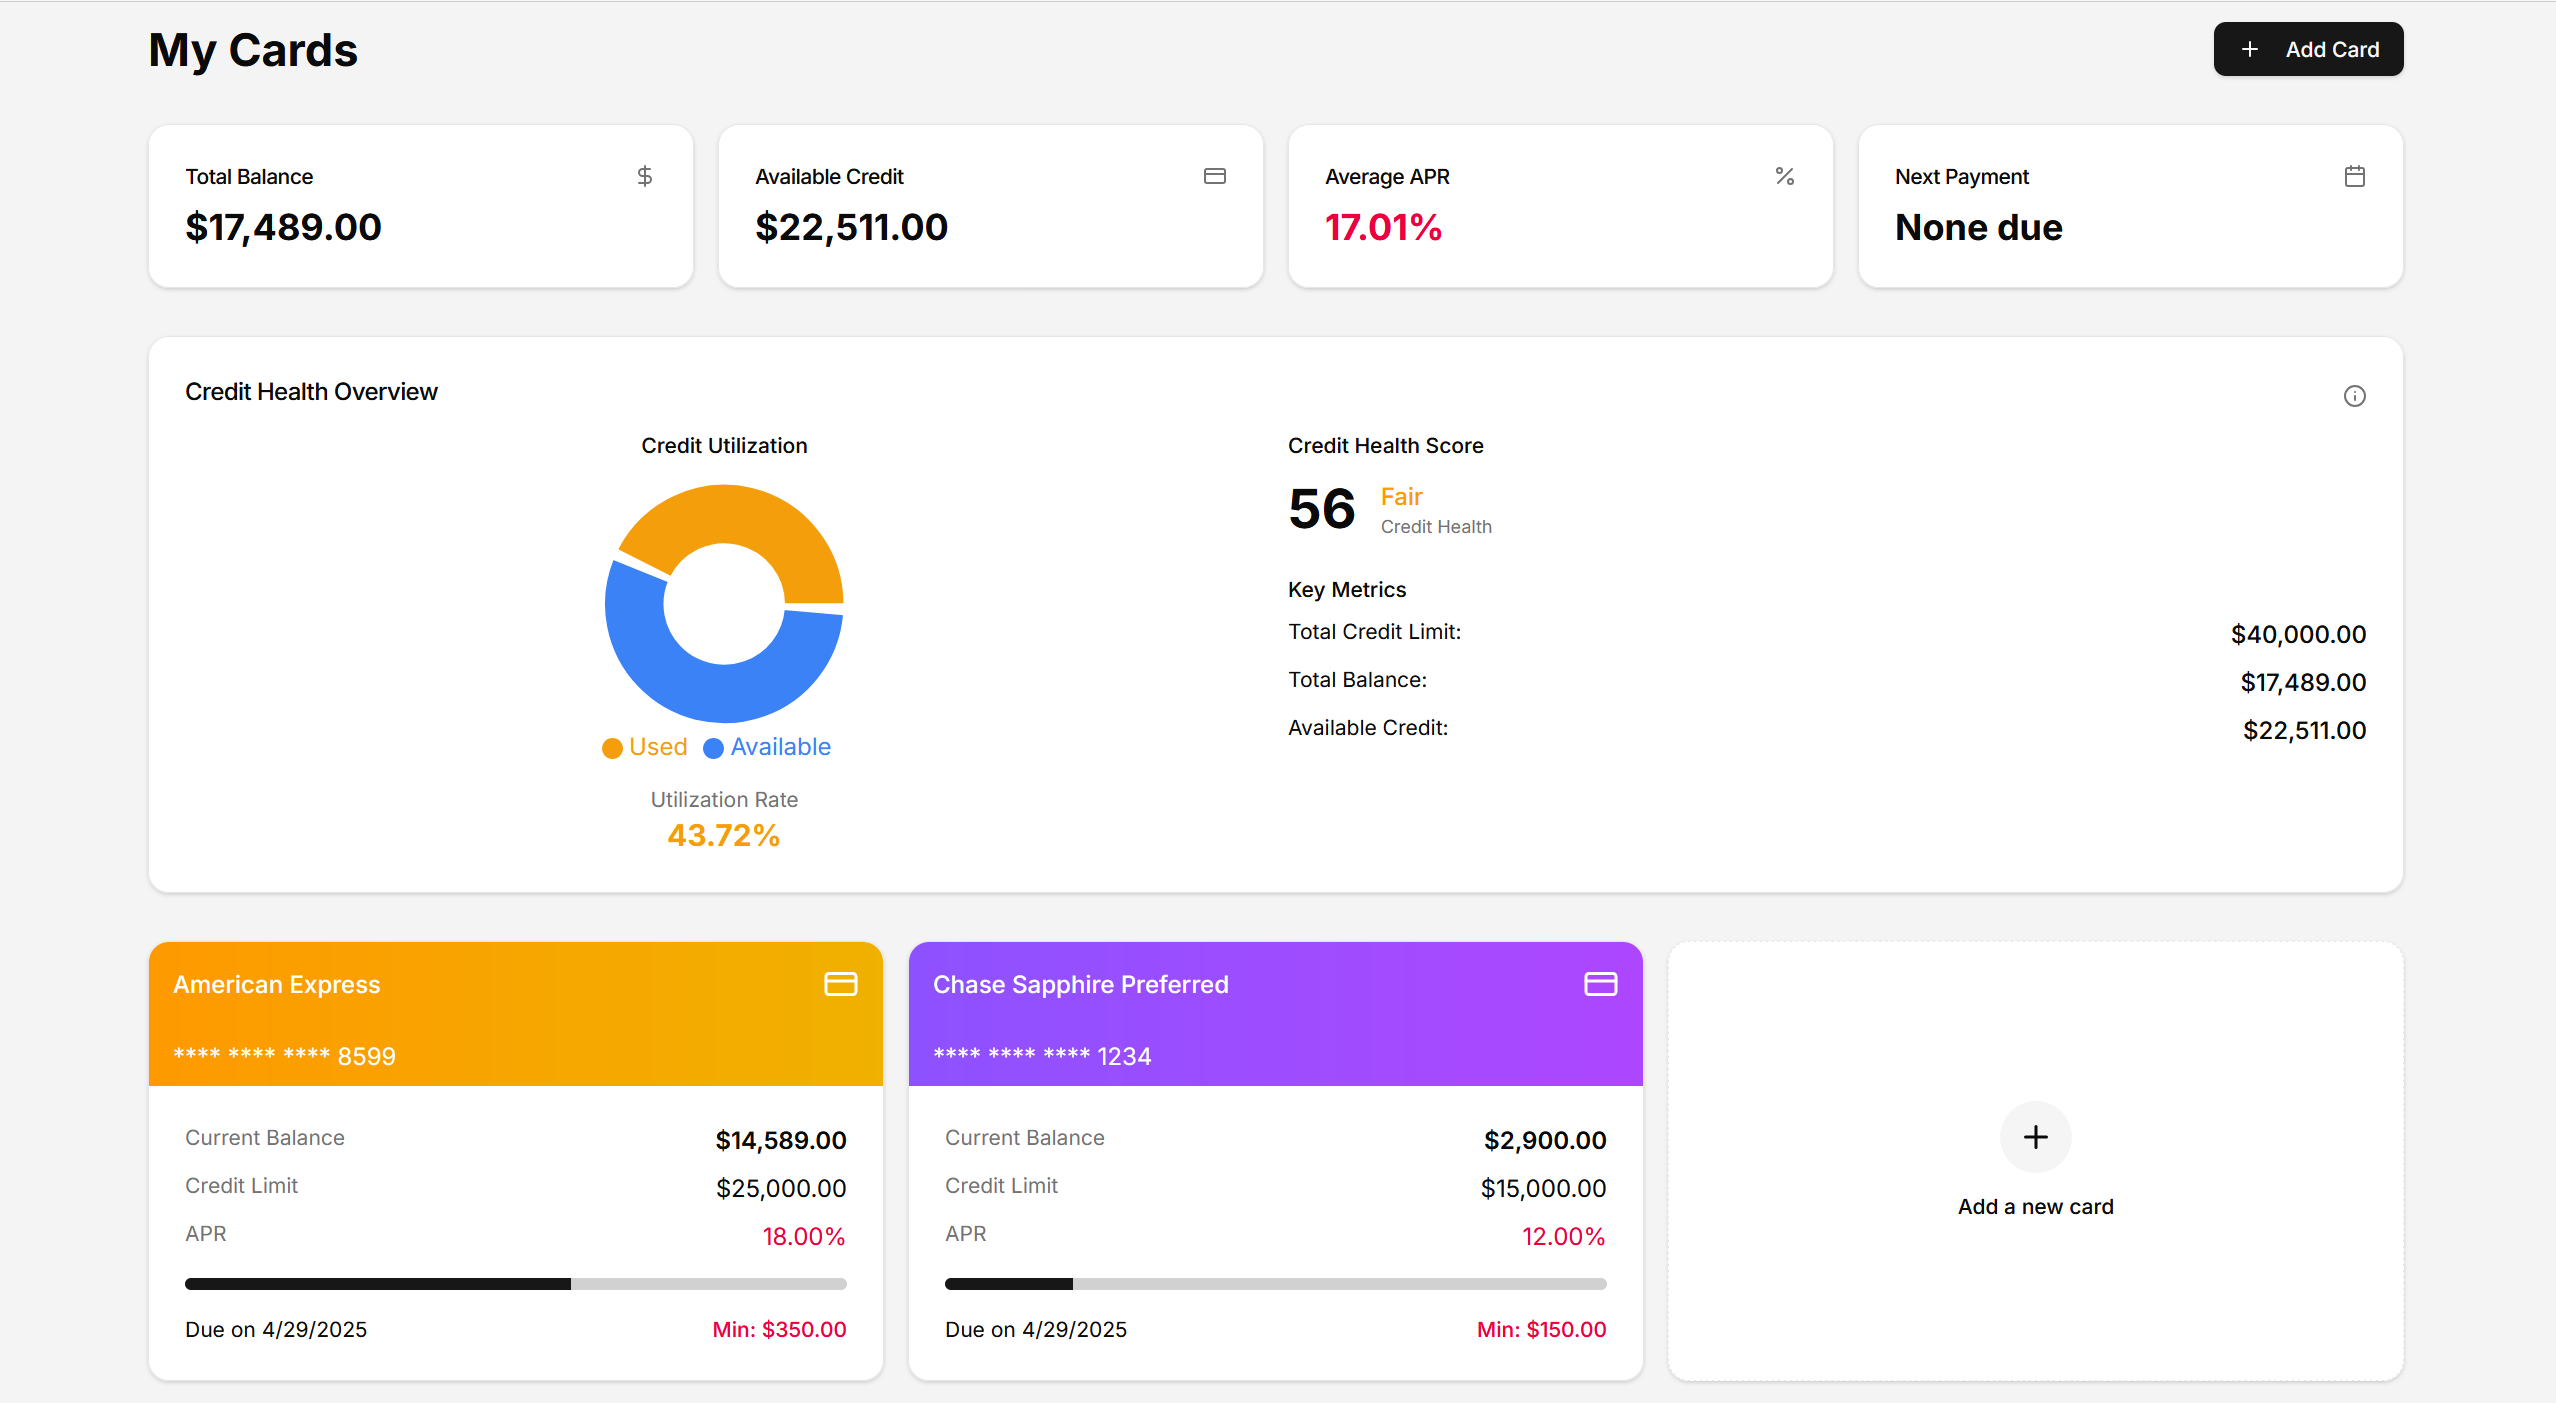 My Cards
Add Card
Total Balance
$17,489.00
Available Credit
$22,511.00
Average APR
17.01%
Next Payment
None due
Credit Health Overview
Credit Utilization
Used Available
Utilization Rate
43.72%
Credit Health Score
56
Fair
Credit Health
Key Metrics
Total Credit Limit: $40,000.00
Total Balance: $17,489.00
Available Credit: $22,511.00
American Express
**** **** **** 8599
Current Balance $14,589.00
Credit Limit $25,000.00
APR 18.00%
Due on 4/29/2025 Min: $350.00
Chase Sapphire Preferred
**** **** **** 1234
Current Balance $2,900.00
Credit Limit $15,000.00
APR 12.00%
Due on 4/29/2025 Min: $150.00
Add a new card